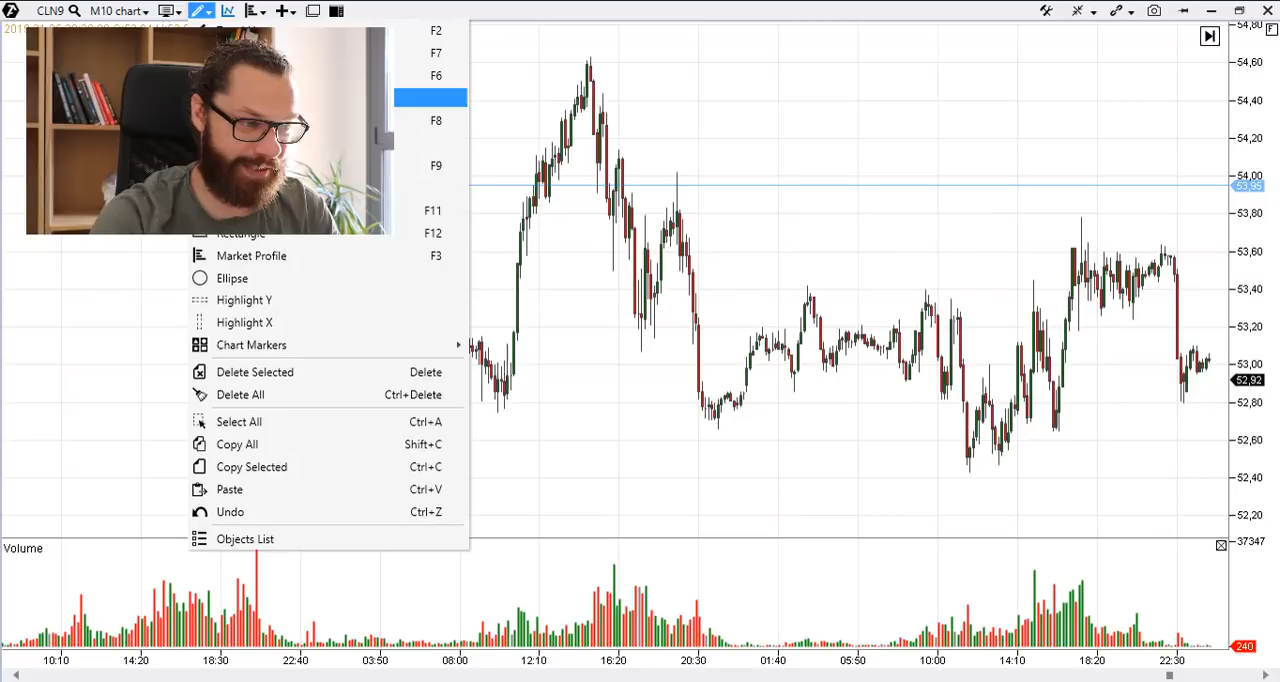 CLN9 M10 chart
F2
F7
F6
F8
F9
F11
Rectangle F12
Market Profile F3
Ellipse
Highlight Y
Highlight X
Chart Markers
Delete Selected Delete
Delete All Ctrl+Delete
Select All Ctrl+A
Copy All Shift+C
Copy Selected Ctrl+C
Paste Ctrl+V
Undo Ctrl+Z
Objects List
54,80
F
54,60
54,40
54,20
54,00
53,95
53,80
53,60
53,40
53,20
53,00
52,92
52,80
52,60
52,40
52,20
Volume
37347
240
10:10 14:20 18:30 22:40 03:50 08:00 12:10 16:20 20:30 01:40 05:50 10:00 14:10 18:20 22:30